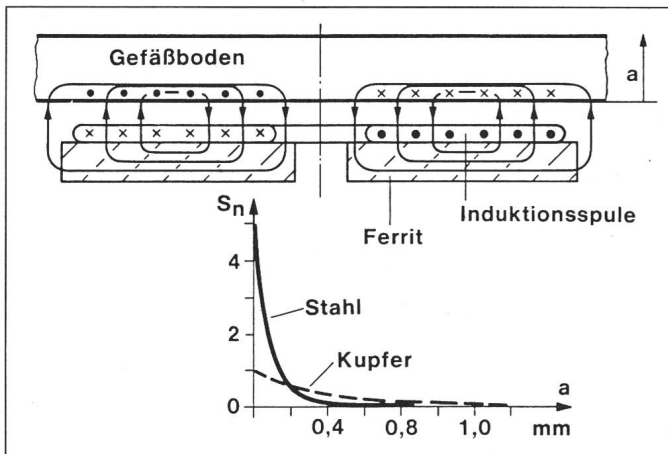 Gefäßboden
a
Induktionsspule
Ferrit
Sn
4
Stahl
2
Kupfer
a
0
0,4 0,8 1,0 mm